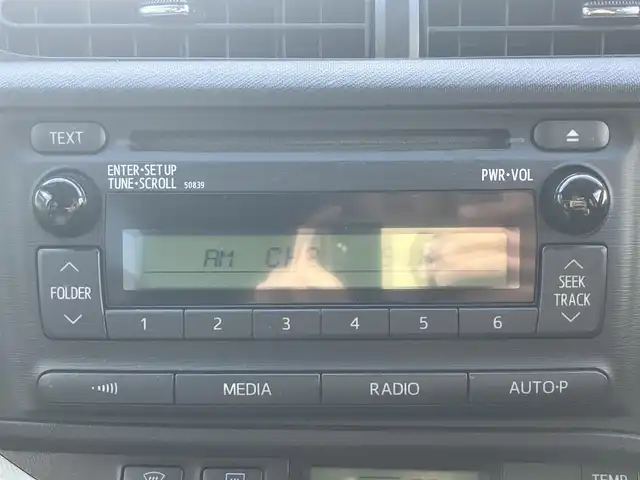 TEXT
ENTER·SETUP
TUNE·SCROLL 50839
PWR·VOL
AM CH
FOLDER
SEEK
TRACK
1 2 3 4 5 6
MEDIA RADIO AUTO·P
TEMP